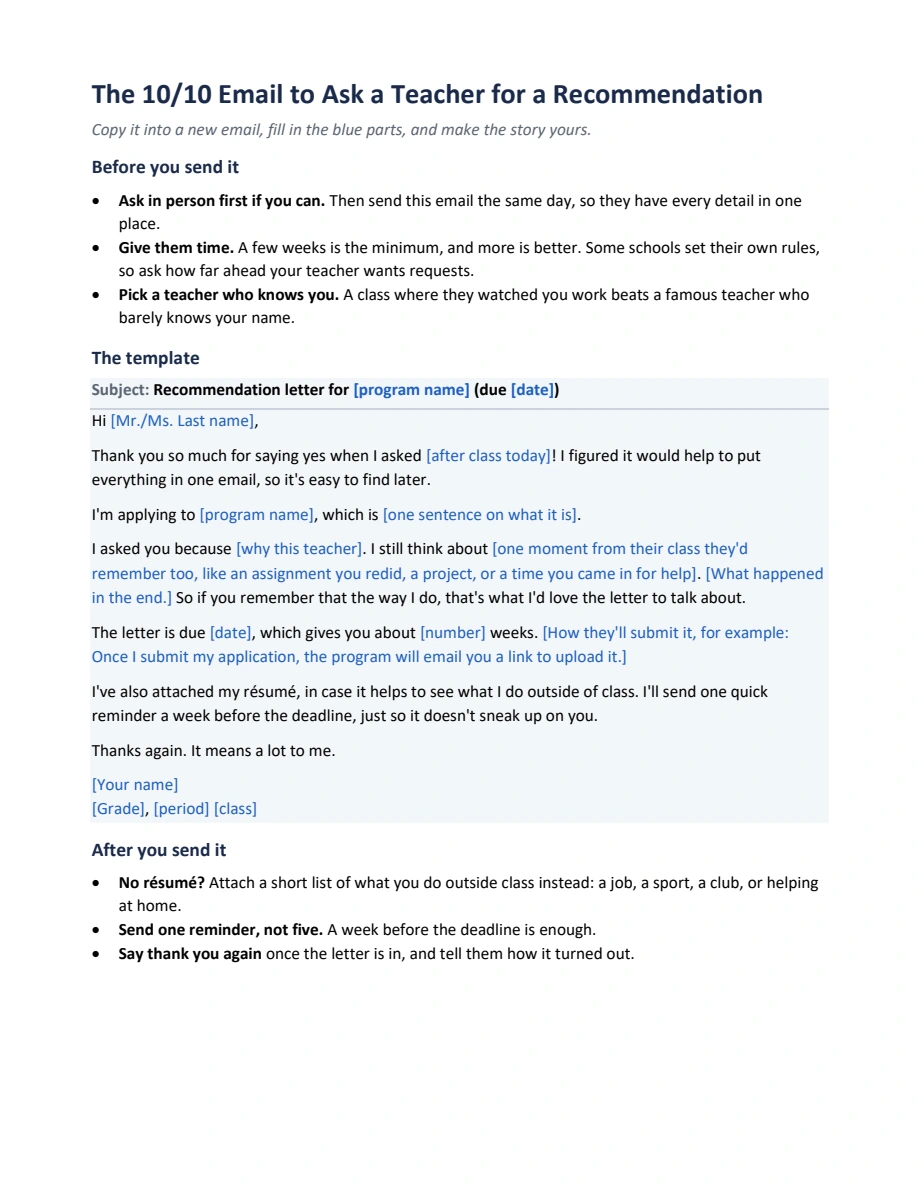 The 10/10 Email to Ask a Teacher for a Recommendation
Copy it into a new email, fill in the blue parts, and make the story yours.
Before you send it
• Ask in person first if you can. Then send this email the same day, so they have every detail in one
place.
• Give them time. A few weeks is the minimum, and more is better. Some schools set their own rules,
so ask how far ahead your teacher wants requests.
• Pick a teacher who knows you. A class where they watched you work beats a famous teacher who
barely knows your name.
The template
Subject: Recommendation letter for [program name] (due [date])
Hi [Mr./Ms. Last name],
Thank you so much for saying yes when I asked [after class today]! I figured it would help to put
everything in one email, so it's easy to find later.
I'm applying to [program name], which is [one sentence on what it is].
I asked you because [why this teacher]. I still think about [one moment from their class they'd
remember too, like an assignment you redid, a project, or a time you came in for help]. [What happened
in the end.] So if you remember that the way I do, that's what I'd love the letter to talk about.
The letter is due [date], which gives you about [number] weeks. [How they'll submit it, for example:
Once I submit my application, the program will email you a link to upload it.]
I've also attached my résumé, in case it helps to see what I do outside of class. I'll send one quick
reminder a week before the deadline, just so it doesn't sneak up on you.
Thanks again. It means a lot to me.
[Your name]
[Grade], [period] [class]
After you send it
• No résumé? Attach a short list of what you do outside class instead: a job, a sport, a club, or helping
at home.
• Send one reminder, not five. A week before the deadline is enough.
• Say thank you again once the letter is in, and tell them how it turned out.